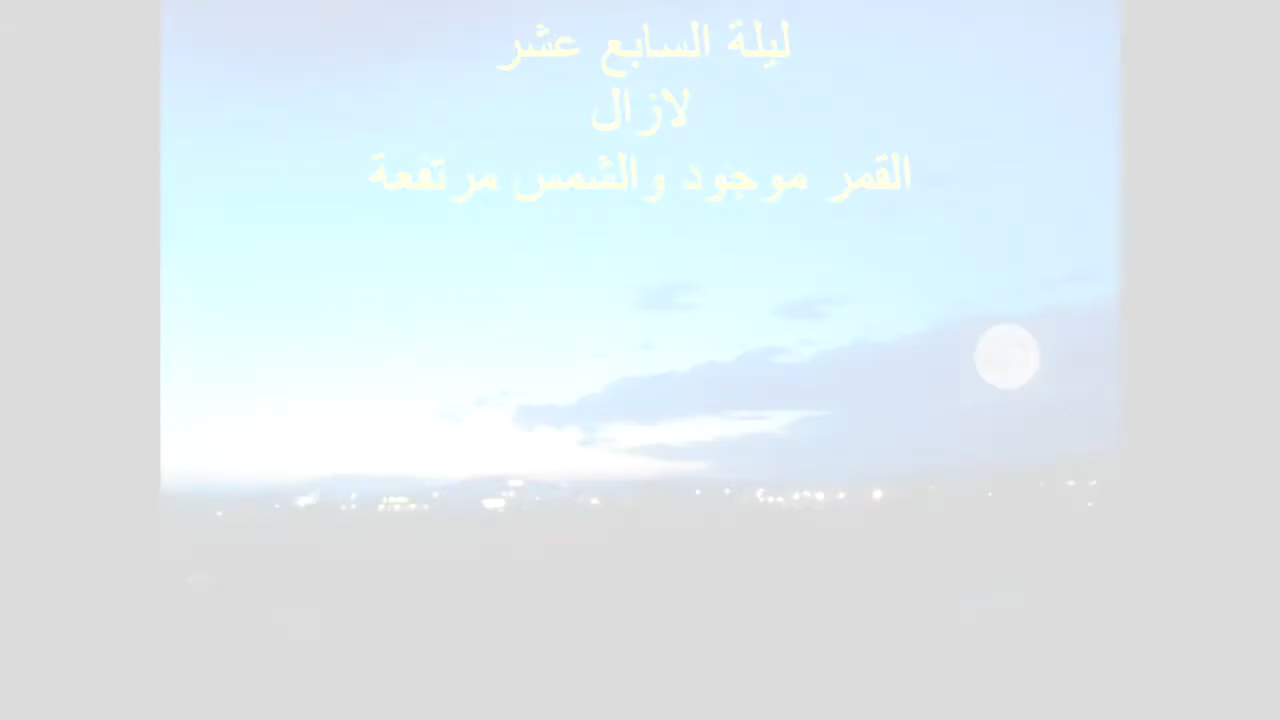 ليلة السابع عشر
لازال
القمر موجود والشمس مرتفعة